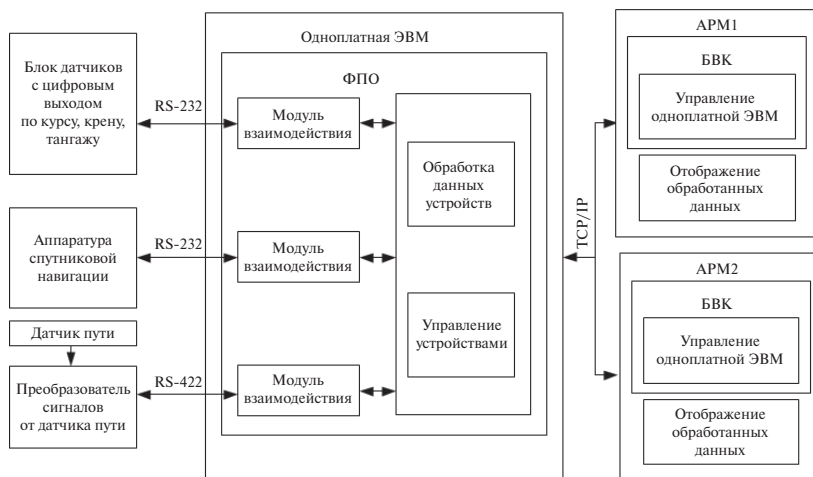 Блок датчиков
с цифровым
выходом
по курсу, крену,
тангажу
RS-232
Аппаратура
спутниковой
навигации
RS-232
Датчик пути
Преобразователь
сигналов
от датчика пути
RS-422
Одноплатная ЭВМ
ФПО
Модуль
взаимодействия
Модуль
взаимодействия
Модуль
взаимодействия
Обработка
данных
устройств
Управление
устройствами
TCP/IP
АРМ1
БВК
Управление
одноплатной ЭВМ
Отображение
обработанных
данных
АРМ2
БВК
Управление
одноплатной ЭВМ
Отображение
обработанных
данных